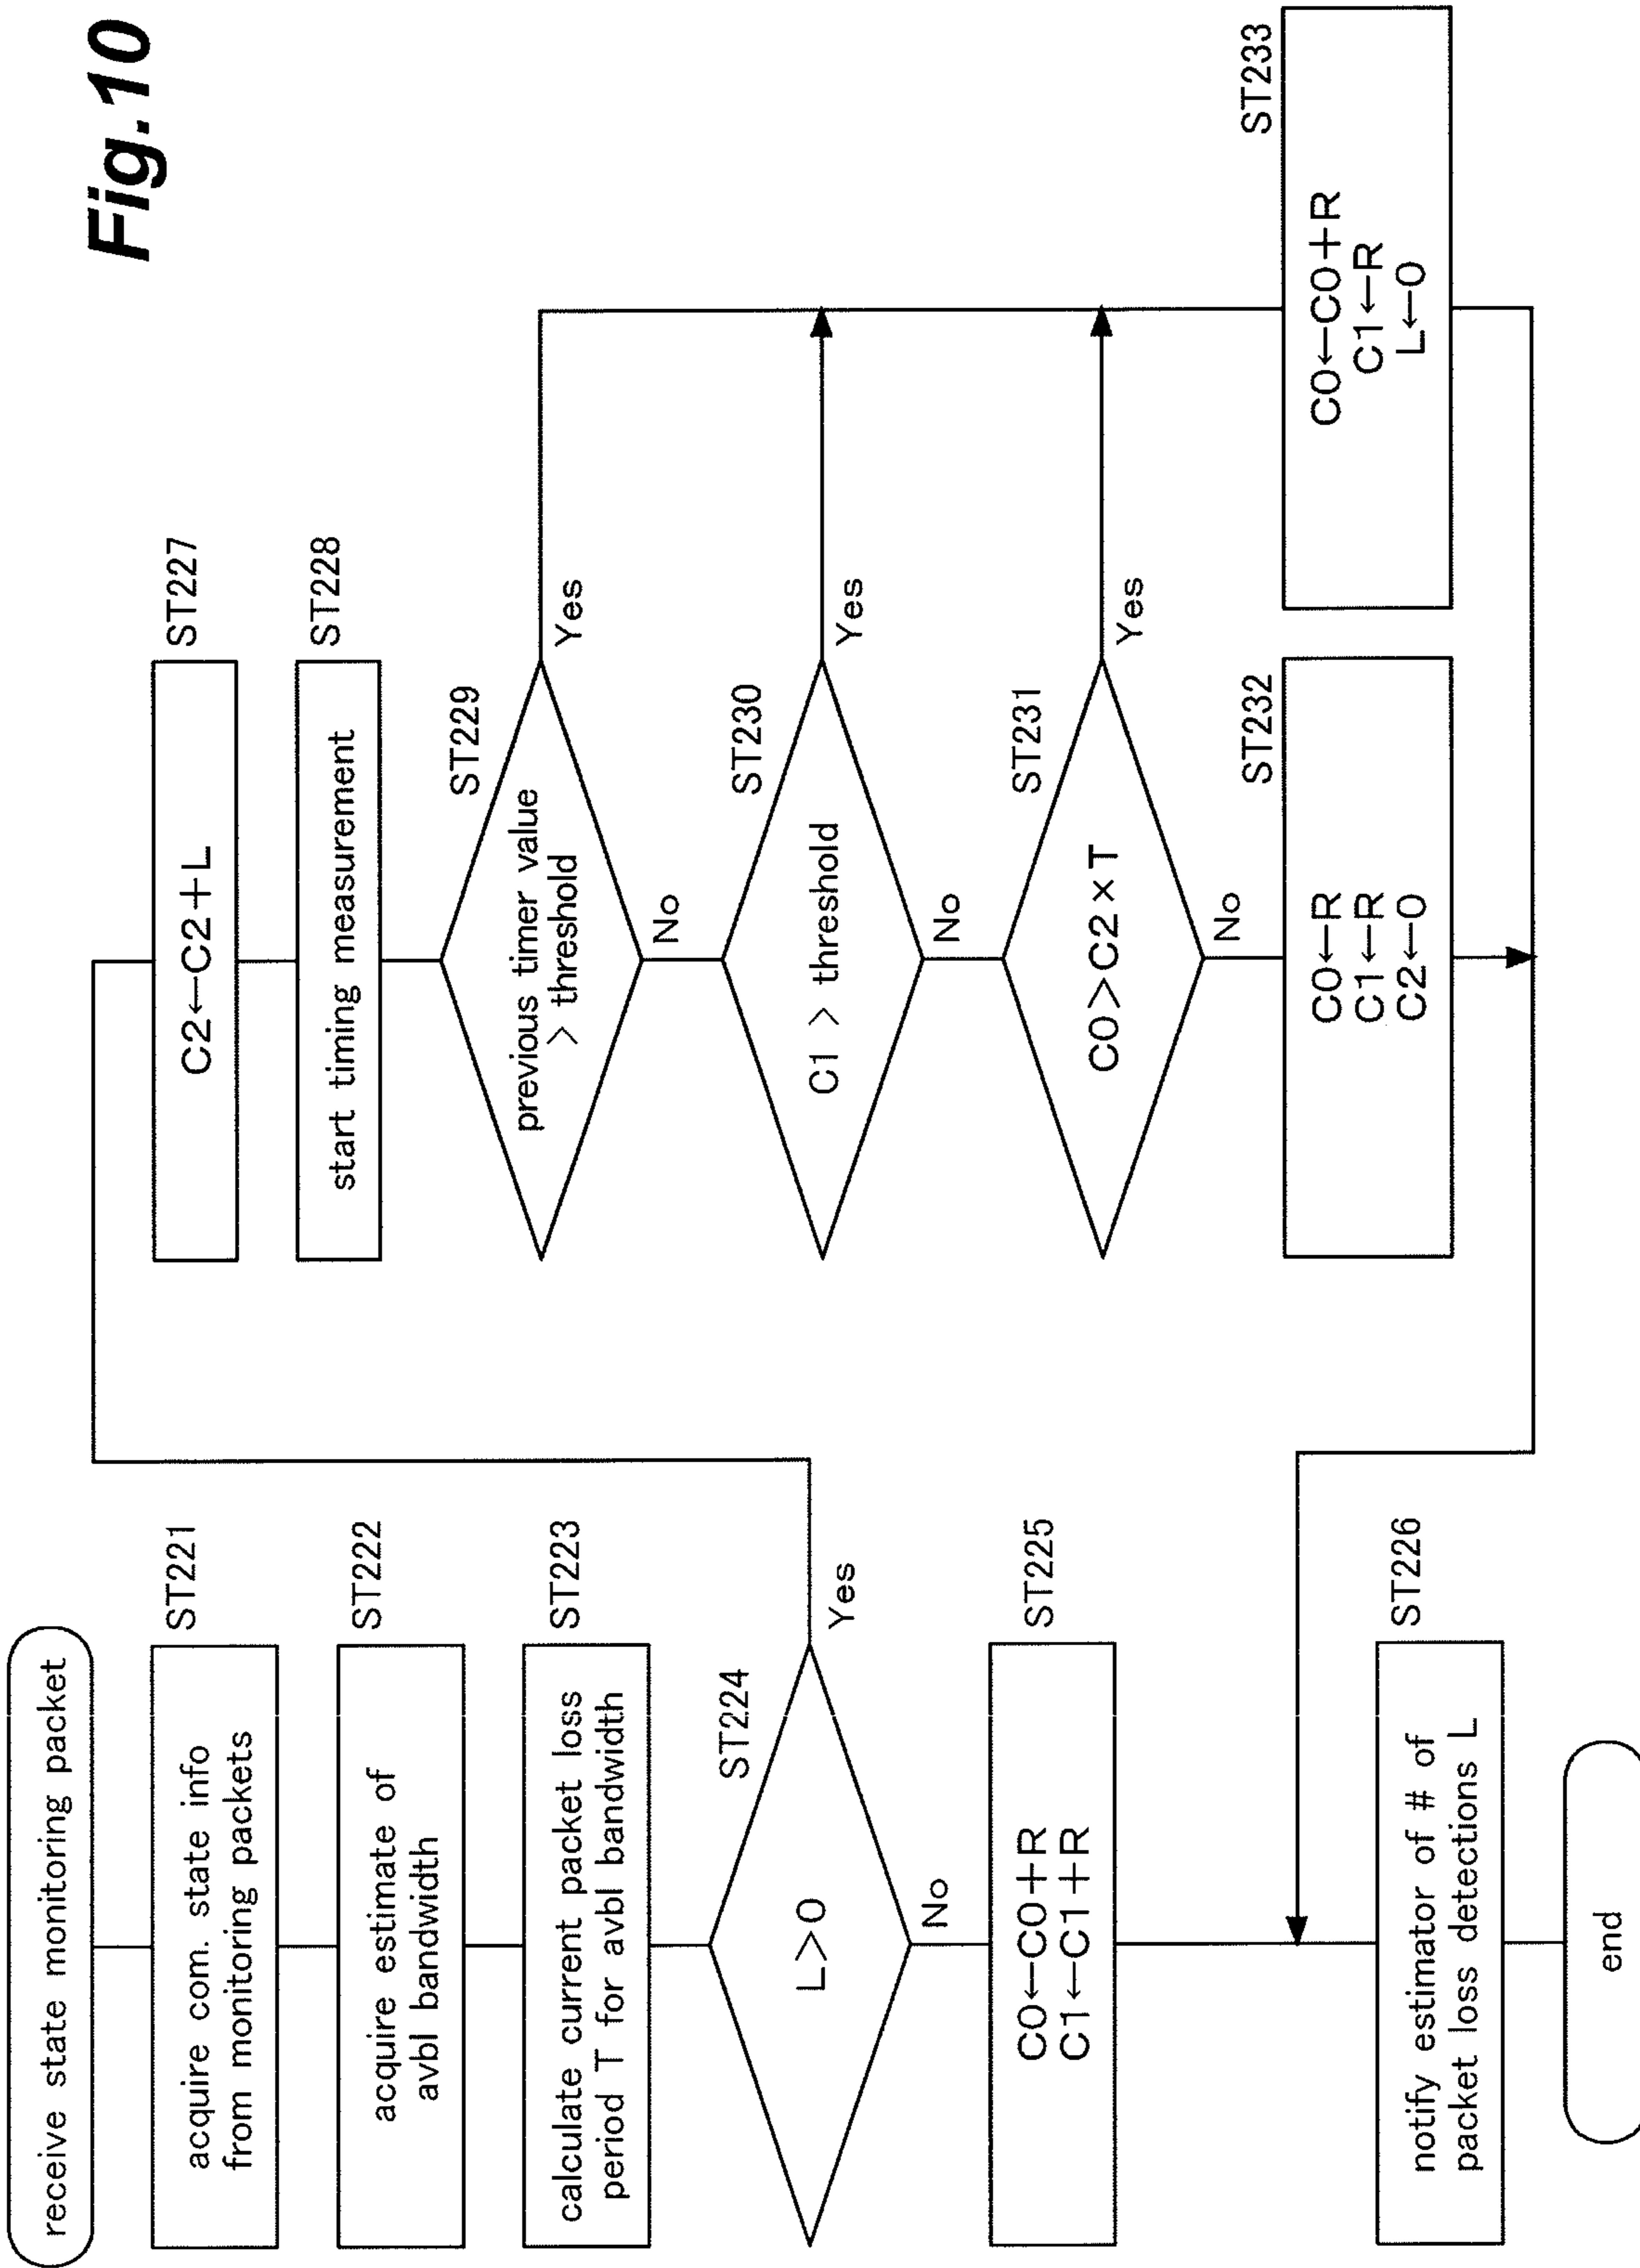 Fig.10
receive state monitoring packet
ST221
acquire com. state info
from monitoring packets
ST222
acquire estimate of
avbl bandwidth
ST223
calculate current packet loss
period T for avbl bandwidth
ST224
L>0
Yes
No
ST225
C0←C0+R
C1←C1+R
ST226
notify estimator of # of
packet loss detections L
end
ST227
C2←C2+L
ST228
start timing measurement
ST229
previous timer value
> threshold
Yes
No
ST230
C1 > threshold
Yes
No
ST231
C0>C2×T
Yes
No
ST232
C0←R
C1←R
C2←0
ST233
C0←C0+R
C1←R
L←0